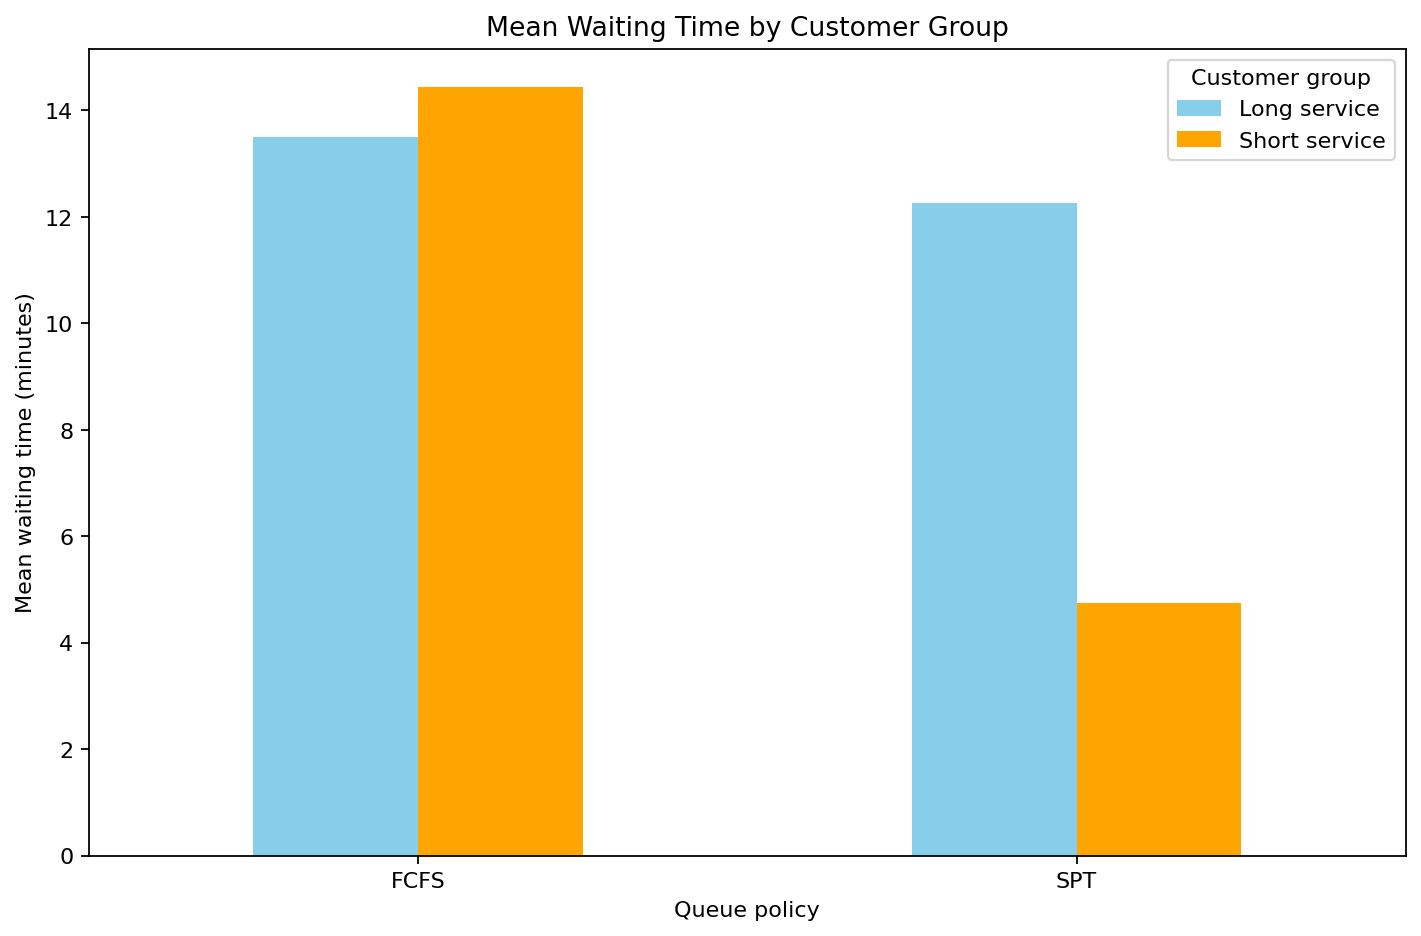 Mean Waiting Time by Customer Group
Customer group
Long service
Short service
Mean waiting time (minutes)
14
12
10
8
6
4
2
0
FCFS
SPT
Queue policy